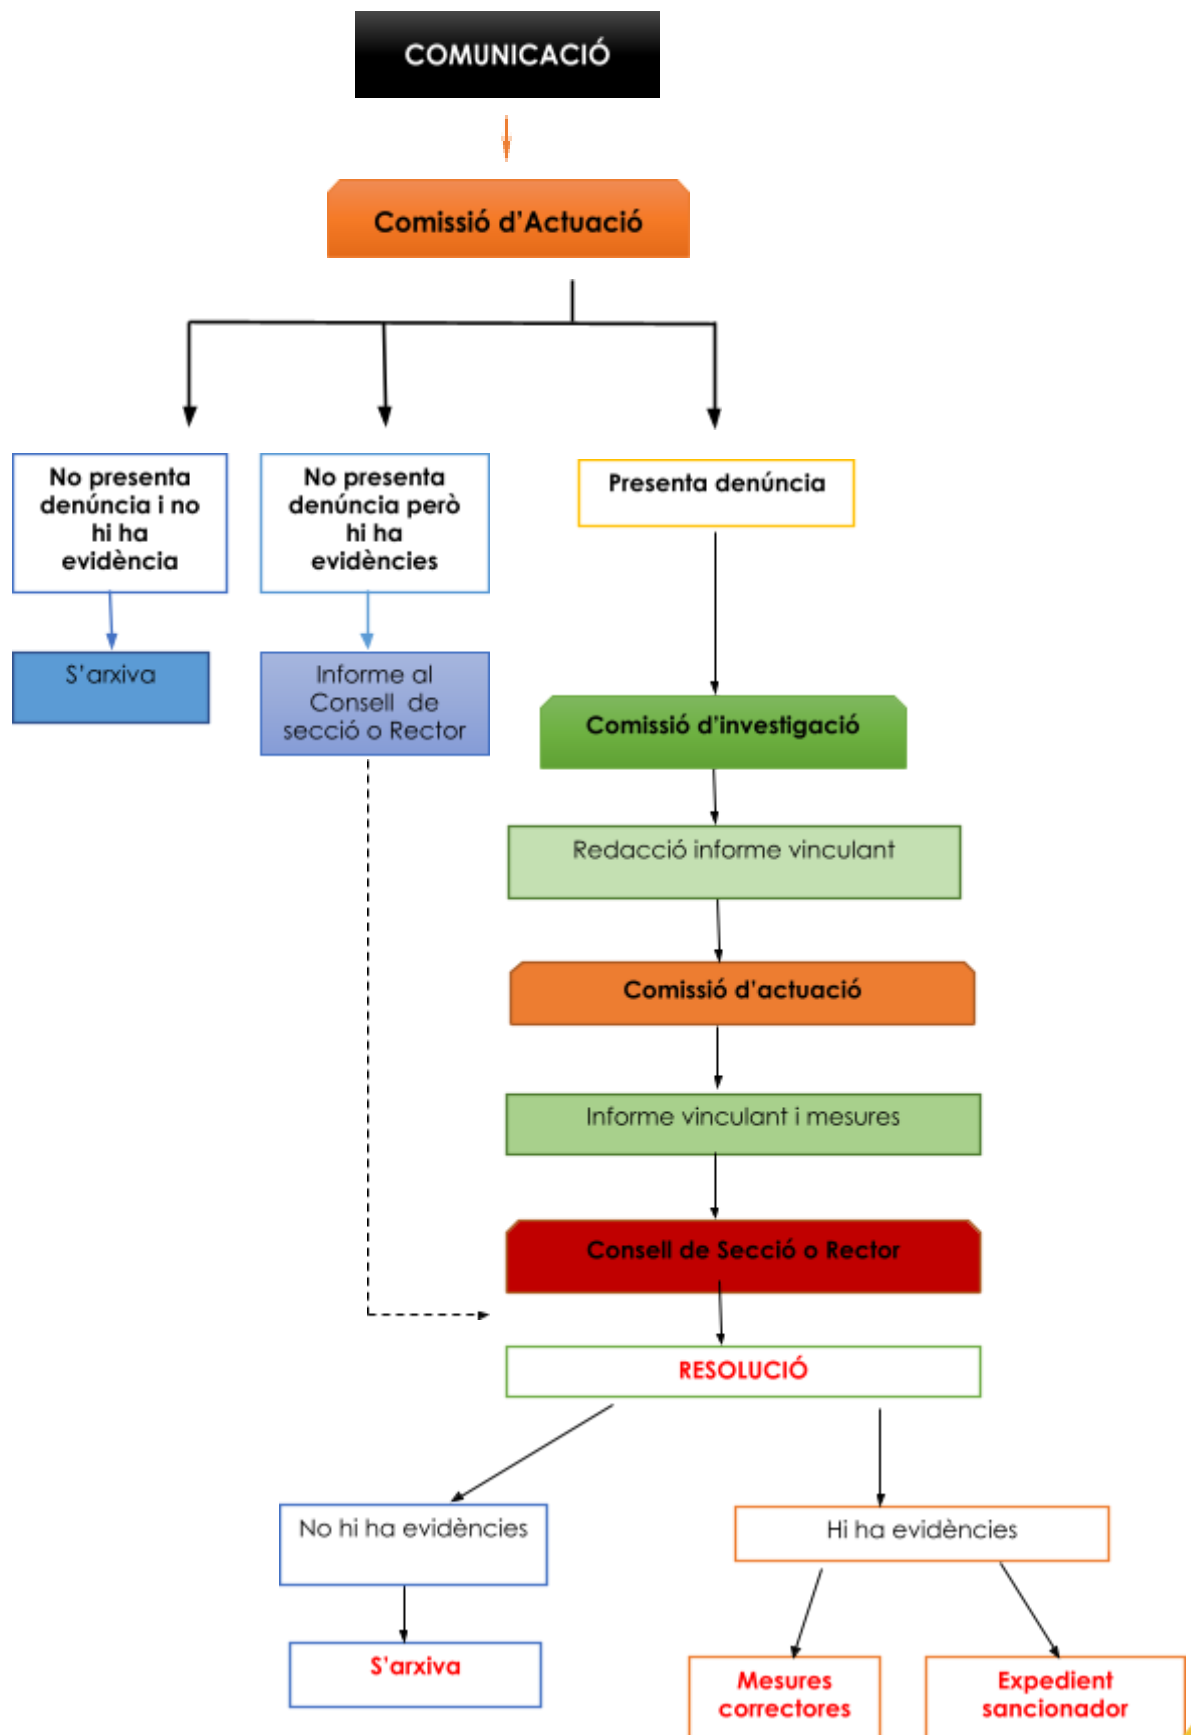 COMUNICACIÓ
Comissió d'Actuació
No presenta
denúncia i no
hi ha
evidència
No presenta
denúncia però
hi ha
evidències
Presenta denúncia
S'arxiva
Informe al
Consell de
secció o Rector
Comissió d'investigació
Redacció informe vinculant
Comissió d'actuació
Informe vinculant i mesures
Consell de Secció o Rector
RESOLUCIÓ
No hi ha evidències
Hi ha evidències
S'arxiva
Mesures
correctores
Expedient
sancionador